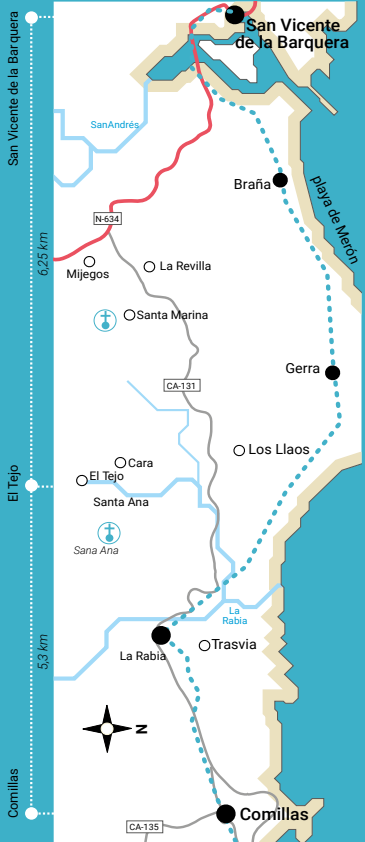 San Vicente
de la Barquera
San Vicente de la Barquera
SanAndrés
Braña
playa de Merón
N-634
6,25 km
Mijegos
La Revilla
Santa Marina
Gerra
CA-131
Los Llaos
Cara
El Tejo
El Tejo
Santa Ana
Sana Ana
La
Rabia
5,3 km
La Rabia
Trasvia
N
Comillas
Comillas
CA-135